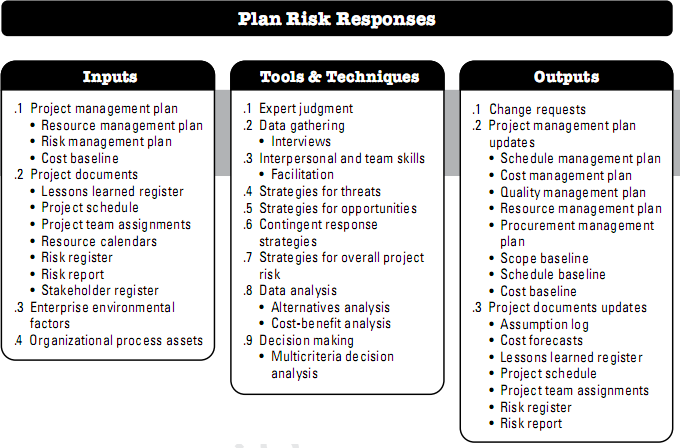 Plan Risk Responses
Inputs
.1 Project management plan
• Resource management plan
• Risk management plan
• Cost baseline
.2 Project documents
• Lessons learned register
• Project schedule
• Project team assignments
• Resource calendars
• Risk register
• Risk report
• Stakeholder register
.3 Enterprise environmental
factors
.4 Organizational process assets
Tools & Techniques
.1 Expert judgment
.2 Data gathering
• Interviews
.3 Interpersonal and team skills
• Facilitation
.4 Strategies for threats
.5 Strategies for opportunities
.6 Contingent response
strategies
.7 Strategies for overall project
risk
.8 Data analysis
• Alternatives analysis
• Cost-benefit analysis
.9 Decision making
• Multicriteria decision
analysis
Outputs
.1 Change requests
.2 Project management plan
updates
• Schedule management plan
• Cost management plan
• Quality management plan
• Resource management plan
• Procurement management
plan
• Scope baseline
• Schedule baseline
• Cost baseline
.3 Project documents updates
• Assumption log
• Cost forecasts
• Lessons learned register
• Project schedule
• Project team assignments
• Risk register
• Risk report